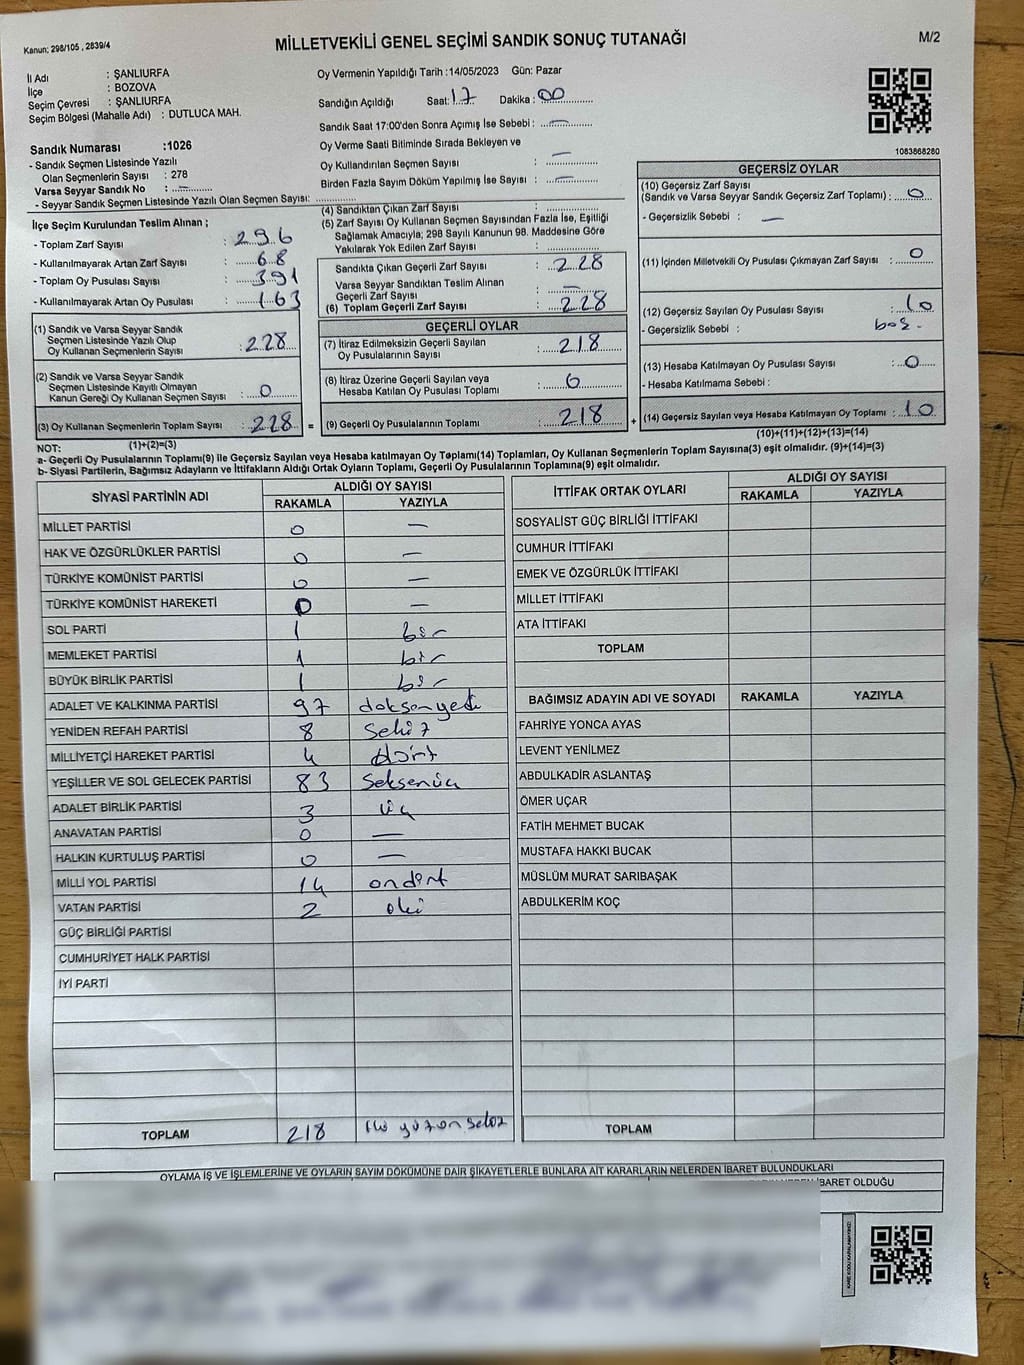 Kanun; 298/105 , 2839/4
MİLLETVEKİLİ GENEL SEÇİMİ SANDIK SONUÇ TUTANAĞI
M/2
İl Adı : ŞANLIURFA
İlçe : BOZOVA
Seçim Çevresi : ŞANLIURFA
Seçim Bölgesi (Mahalle Adı) : DUTLUCA MAH.
Sandık Numarası :1026
- Sandık Seçmen Listesinde Yazılı
Olan Seçmenlerin Sayısı : 278
Varsa Seyyar Sandık No : —
- Seyyar Sandık Seçmen Listesinde Yazılı Olan Seçmen Sayısı:
Oy Vermenin Yapıldığı Tarih :14/05/2023 Gün: Pazar
Sandığın Açıldığı Saat: 17 Dakika : 00
Sandık Saat 17:00'den Sonra Açımış İse Sebebi : —
Oy Verme Saati Bitiminde Sırada Bekleyen ve
Oy Kullandırılan Seçmen Sayısı : —
Birden Fazla Sayım Döküm Yapılmış İse Sayısı : —
1083868280
İlçe Seçim Kurulundan Teslim Alınan ;
- Toplam Zarf Sayısı : 296
- Kullanılmayarak Artan Zarf Sayısı : 68
- Toplam Oy Pusulası Sayısı : 391
- Kullanılmayarak Artan Oy Pusulası : 163
(1) Sandık ve Varsa Seyyar Sandık
Seçmen Listesinde Yazılı Olup
Oy Kullanan Seçmenlerin Sayısı : 228
(2) Sandık ve Varsa Seyyar Sandık
Seçmen Listesinde Kayıtlı Olmayan
Kanun Gereği Oy Kullanan Seçmen Sayısı : 0
(3) Oy Kullanan Seçmenlerin Toplam Sayısı : 228 =
(4) Sandıktan Çıkan Zarf Sayısı :
(5) Zarf Sayısı Oy Kullanan Seçmen Sayısından Fazla İse, Eşitliği
Sağlamak Amacıyla; 298 Sayılı Kanunun 98. Maddesine Göre
Yakılarak Yok Edilen Zarf Sayısı :
Sandıkta Çıkan Geçerli Zarf Sayısı : 228
Varsa Seyyar Sandıktan Teslim Alınan
Geçerli Zarf Sayısı : —
(6) Toplam Geçerli Zarf Sayısı : 228
GEÇERLİ OYLAR
(7) İtiraz Edilmeksizin Geçerli Sayılan
Oy Pusulalarının Sayısı : 218
(8) İtiraz Üzerine Geçerli Sayılan veya
Hesaba Katılan Oy Pusulası Toplamı : 0
(9) Geçerli Oy Pusulalarının Toplamı : 218 +
GEÇERSİZ OYLAR
(10) Geçersiz Zarf Sayısı
(Sandık ve Varsa Seyyar Sandık Geçersiz Zarf Toplamı) : 0
- Geçersizlik Sebebi : —
(11) İçinden Milletvekili Oy Pusulası Çıkmayan Zarf Sayısı : 0
(12) Geçersiz Sayılan Oy Pusulası Sayısı : 10
- Geçersizlik Sebebi : boş.
(13) Hesaba Katılmayan Oy Pusulası Sayısı : 0
- Hesaba Katılmama Sebebi :
(14) Geçersiz Sayılan veya Hesaba Katılmayan Oy Toplamı : 10
NOT: (1)+(2)=(3)
(10)+(11)+(12)+(13)=(14)
a- Geçerli Oy Pusulalarının Toplamı(9) ile Geçersiz Sayılan veya Hesaba katılmayan Oy Toplamı(14) Toplamları, Oy Kullanan Seçmenlerin Toplam Sayısına(3) eşit olmalıdır. (9)+(14)=(3)
b- Siyasi Partilerin, Bağımsız Adayların ve İttifakların Aldığı Ortak Oyların Toplamı, Geçerli Oy Pusulalarının Toplamına(9) eşit olmalıdır.
SİYASİ PARTİNİN ADI ALDIĞI OY SAYISI
RAKAMLA YAZIYLA
MİLLET PARTİSİ 0 —
HAK VE ÖZGÜRLÜKLER PARTİSİ 0 —
TÜRKİYE KOMÜNİST PARTİSİ 0 —
TÜRKİYE KOMÜNİST HAREKETİ 0 —
SOL PARTİ 1 bir
MEMLEKET PARTİSİ 1 bir
BÜYÜK BİRLİK PARTİSİ 1 bir
ADALET VE KALKINMA PARTİSİ 97 doksanyedi
YENİDEN REFAH PARTİSİ 8 Sekiz
MİLLİYETÇİ HAREKET PARTİSİ 4 dört
YEŞİLLER VE SOL GELECEK PARTİSİ 83 Seksenüç
ADALET BİRLİK PARTİSİ 3 üç
ANAVATAN PARTİSİ 0 —
HALKIN KURTULUŞ PARTİSİ 0 —
MİLLİ YOL PARTİSİ 14 ondört
VATAN PARTİSİ 2 iki
GÜÇ BİRLİĞİ PARTİSİ
CUMHURİYET HALK PARTİSİ
İYİ PARTİ
TOPLAM 218 iki yüzon sekiz
İTTİFAK ORTAK OYLARI ALDIĞI OY SAYISI
RAKAMLA YAZIYLA
SOSYALİST GÜÇ BİRLİĞİ İTTİFAKI
CUMHUR İTTİFAKI
EMEK VE ÖZGÜRLÜK İTTİFAKI
MİLLET İTTİFAKI
ATA İTTİFAKI
TOPLAM
BAĞIMSIZ ADAYIN ADI VE SOYADI RAKAMLA YAZIYLA
FAHRİYE YONCA AYAS
LEVENT YENİLMEZ
ABDULKADİR ASLANTAŞ
ÖMER UÇAR
FATİH MEHMET BUCAK
MUSTAFA HAKKI BUCAK
MÜSLÜM MURAT SARIBAŞAK
ABDULKERİM KOÇ
TOPLAM
OYLAMA İŞ VE İŞLEMLERİNE VE OYLARIN SAYIM DÖKÜMÜNE DAİR ŞİKAYETLERLE BUNLARA AİT KARARLARIN NELERDEN İBARET BULUNDUKLARI
İBARET OLDUĞU